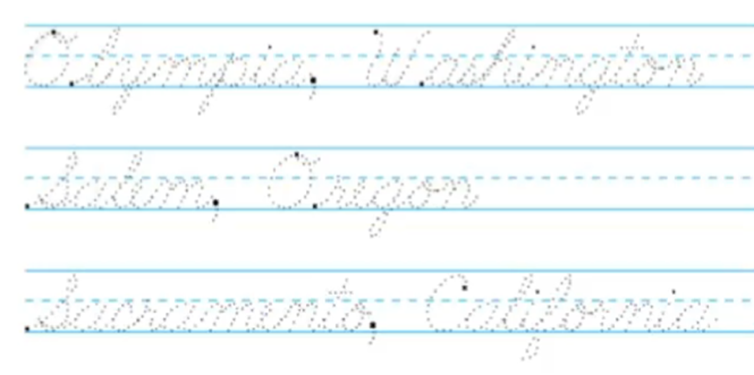 Olympia, Washington
Salem, Oregon
Sacramento, California